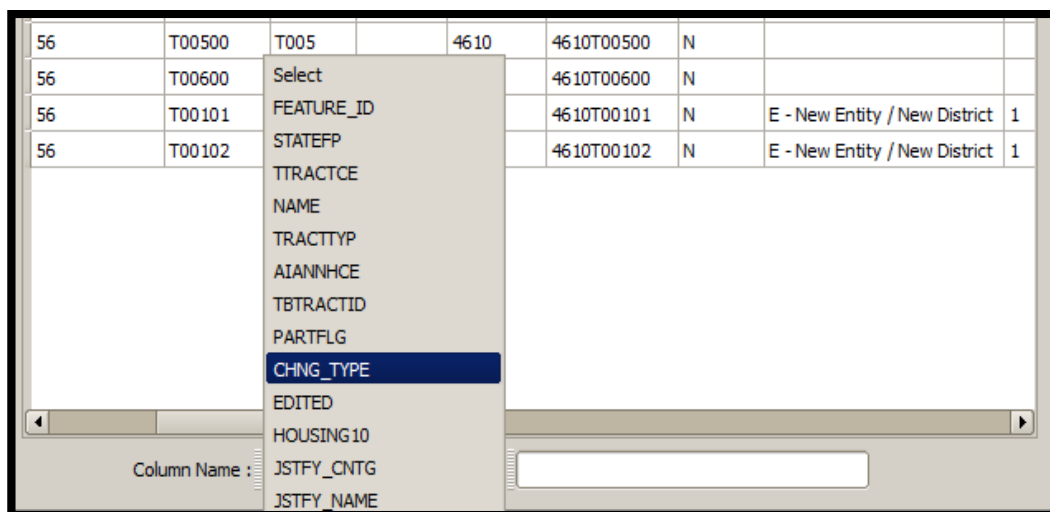 56 T00500 T005 4610 4610T00500 N
56 T00600 4610T00600 N
56 T00101 4610T00101 N E - New Entity / New District 1
56 T00102 4610T00102 N E - New Entity / New District 1
Select
FEATURE_ID
STATEFP
TTRACTCE
NAME
TRACTTYP
AIANNHCE
TBTRACTID
PARTFLG
CHNG_TYPE
EDITED
HOUSING10
JSTFY_CNTG
JSTFY_NAME
Column Name :